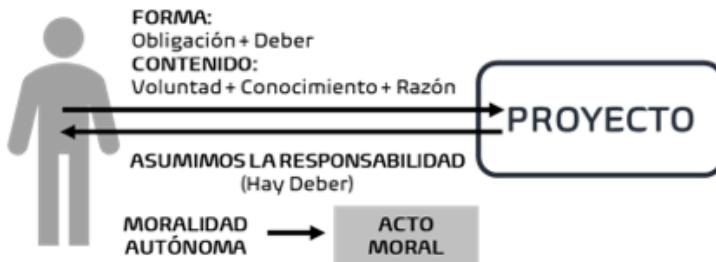 FORMA:
Obligación + Deber
CONTENIDO:
Voluntad + Conocimiento + Razón
PROYECTO
ASUMIMOS LA RESPONSABILIDAD
(Hay Deber)
MORALIDAD
AUTÓNOMA
ACTO
MORAL